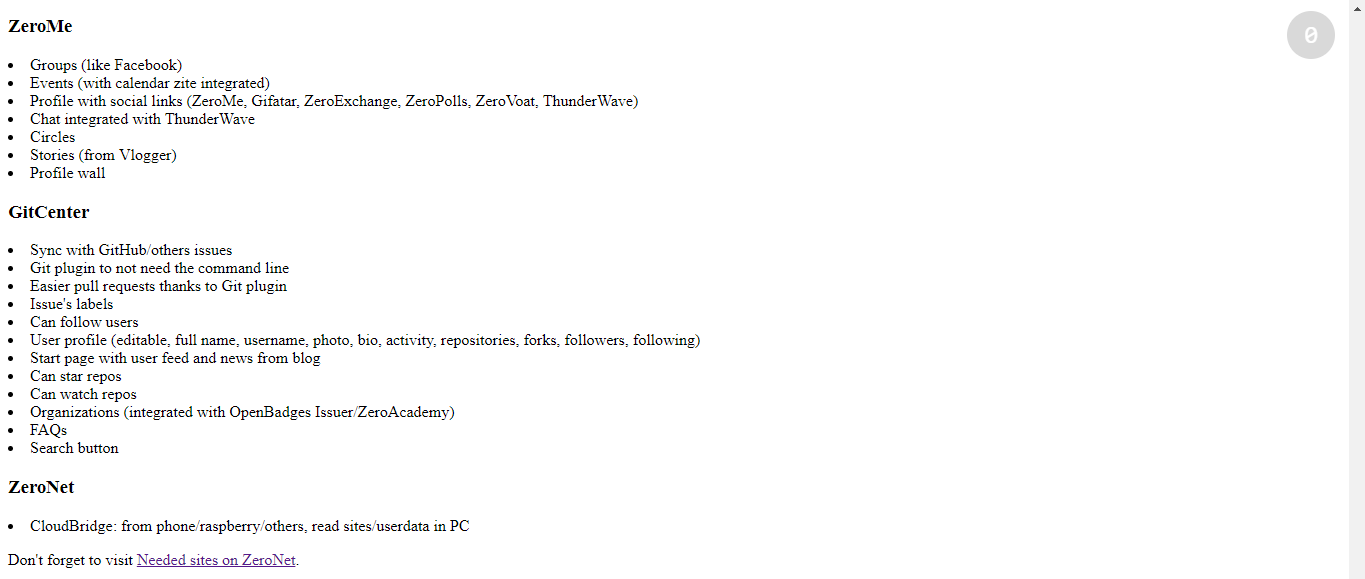 0
ZeroMe
Groups (like Facebook)
Events (with calendar zite integrated)
Profile with social links (ZeroMe, Gifatar, ZeroExchange, ZeroPolls, ZeroVoat, ThunderWave)
Chat integrated with ThunderWave
Circles
Stories (from Vlogger)
Profile wall
GitCenter
Sync with GitHub/others issues
Git plugin to not need the command line
Easier pull requests thanks to Git plugin
Issue's labels
Can follow users
User profile (editable, full name, username, photo, bio, activity, repositories, forks, followers, following)
Start page with user feed and news from blog
Can star repos
Can watch repos
Organizations (integrated with OpenBadges Issuer/ZeroAcademy)
FAQs
Search button
ZeroNet
CloudBridge: from phone/raspberry/others, read sites/userdata in PC
Don't forget to visit Needed sites on ZeroNet.